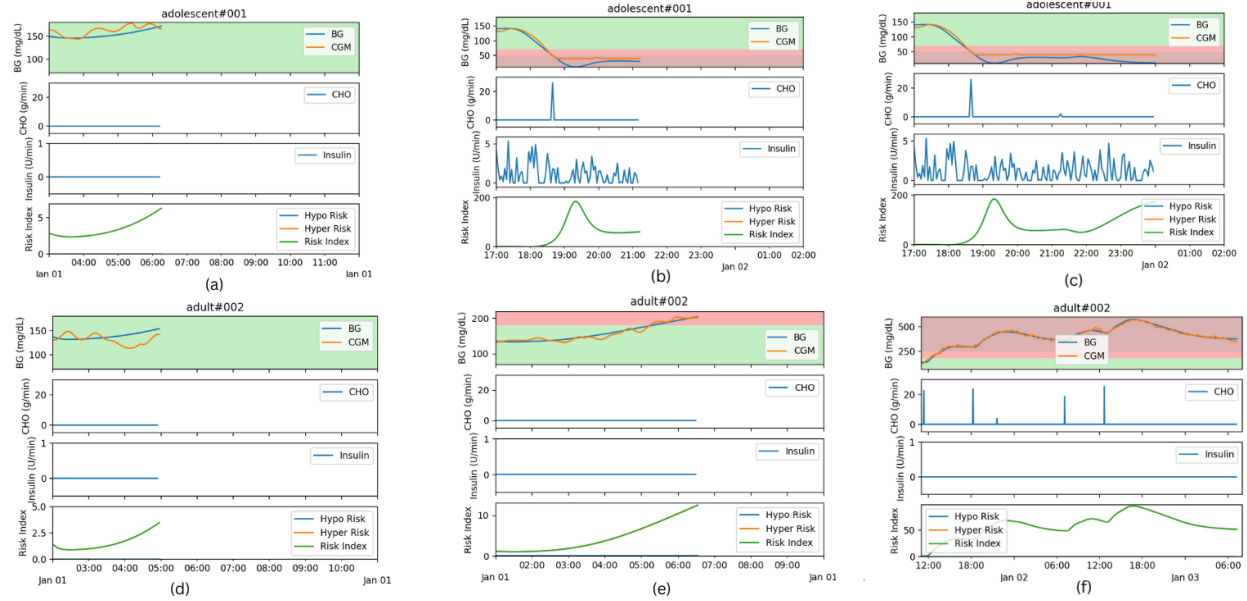 adolescent#001
BG (mg/dL)
150
100
BG
CGM
CHO (g/min)
20
0
CHO
Insulin (U/min)
1
0
Insulin
Risk Index
5
0
Hypo Risk
Hyper Risk
Risk Index
04:00 05:00 06:00 07:00 08:00 09:00 10:00 11:00
Jan 01 Jan 01
(a)
adolescent#001
BG (mg/dL)
150
100
50
BG
CGM
CHO (g/min)
20
0
CHO
Insulin (U/min)
5
0
Insulin
Risk Index
200
0
Hypo Risk
Hyper Risk
Risk Index
17:00 18:00 19:00 20:00 21:00 22:00 23:00 01:00 02:00
Jan 02
(b)
adolescent#001
BG (mg/dL)
150
100
50
BG
CGM
CHO (g/min)
20
0
CHO
Insulin (U/min)
5
0
Insulin
Risk Index
200
0
Hypo Risk
Hyper Risk
Risk Index
17:00 18:00 19:00 20:00 21:00 22:00 23:00 01:00 02:00
Jan 02
(c)
adult#002
BG (mg/dL)
150
100
BG
CGM
CHO (g/min)
20
0
CHO
Insulin (U/min)
1
0
Insulin
Risk Index
5.0
2.5
0.0
Hypo Risk
Hyper Risk
Risk Index
03:00 04:00 05:00 06:00 07:00 08:00 09:00 10:00
Jan 01 Jan 01
(d)
adult#002
BG (mg/dL)
200
100
BG
CGM
CHO (g/min)
20
0
CHO
Insulin (U/min)
1
0
Insulin
Risk Index
10
0
Hypo Risk
Hyper Risk
Risk Index
02:00 03:00 04:00 05:00 06:00 07:00 08:00 09:00
Jan 01 Jan 01
(e)
adult#002
BG (mg/dL)
500
250
BG
CGM
CHO (g/min)
20
0
CHO
Insulin (U/min)
1
0
Insulin
Risk Index
50
0
Hypo Risk
Hyper Risk
Risk Index
12:00 18:00 06:00 12:00 18:00 06:00
Jan 02 Jan 03
(f)